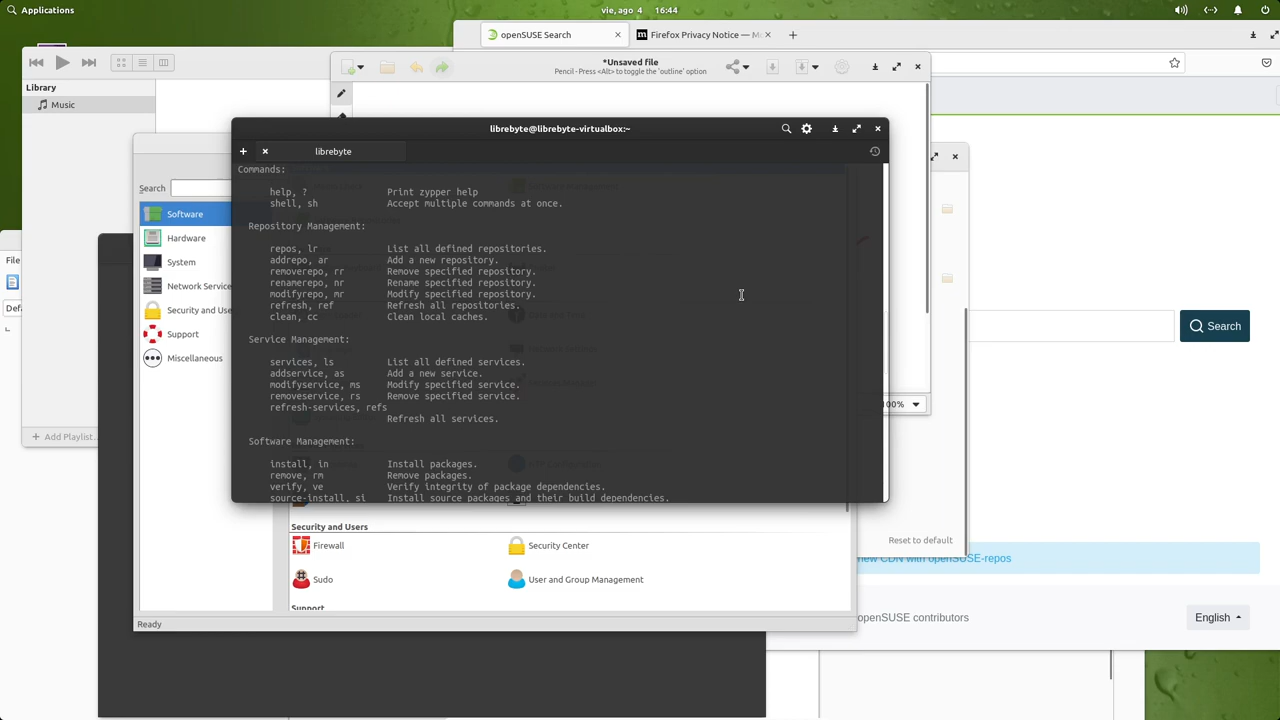 Applications
vie, ago 4 16:44
openSUSE Search
Firefox Privacy Notice — M
*Unsaved file
Pencil - Press <Alt> to toggle the 'outline' option
Library
Music
Add Playlist...
librebyte@librebyte-virtualbox:~
librebyte
Commands:
help, ? Print zypper help
shell, sh Accept multiple commands at once.
Repository Management:
repos, lr List all defined repositories.
addrepo, ar Add a new repository.
removerepo, rr Remove specified repository.
renamerepo, nr Rename specified repository.
modifyrepo, mr Modify specified repository.
refresh, ref Refresh all repositories.
clean, cc Clean local caches.
Service Management:
services, ls List all defined services.
addservice, as Add a new service.
modifyservice, ms Modify specified service.
removeservice, rs Remove specified service.
refresh-services, refs
Refresh all services.
Software Management:
install, in Install packages.
remove, rm Remove packages.
verify, ve Verify integrity of package dependencies.
source-install, si Install source packages and their build dependencies.
Search
Software
Hardware
System
Network Service
Security and Use
Support
Miscellaneous
Security and Users
Firewall
Security Center
Sudo
User and Group Management
Support
Ready
File
Defa
100%
Reset to default
Search
new CDN with openSUSE-repos
openSUSE contributors
English